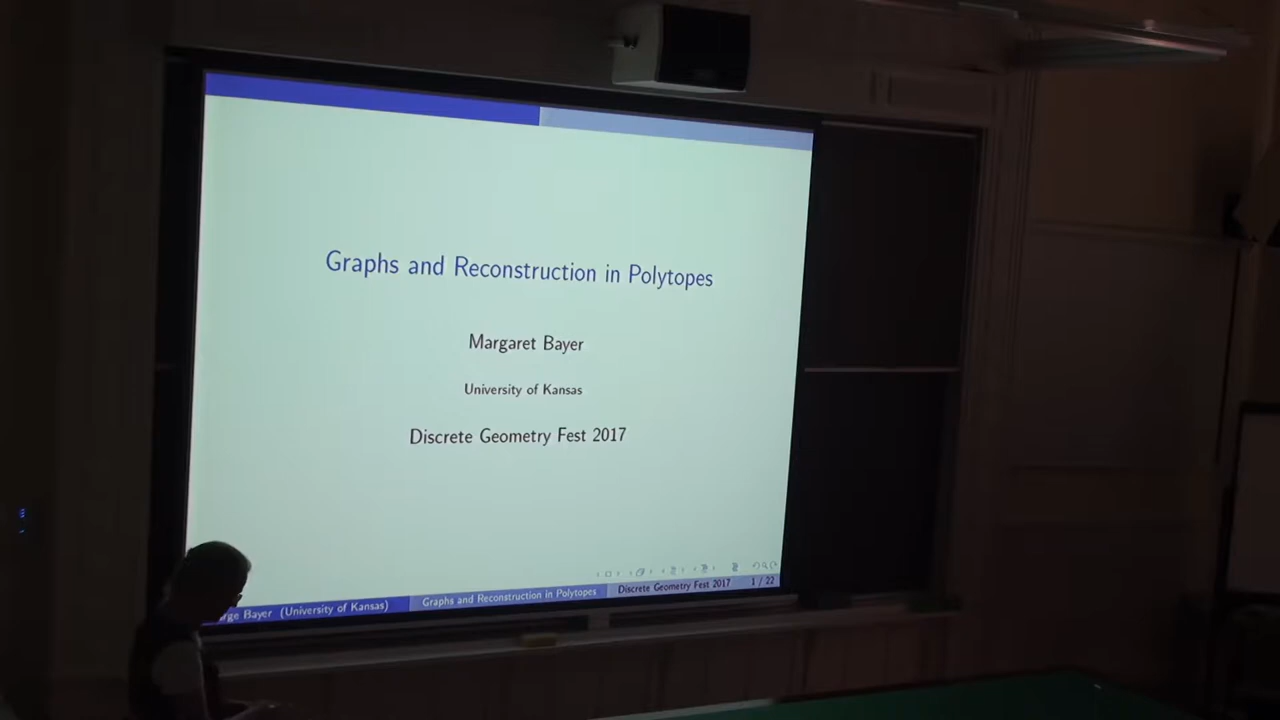 Graphs and Reconstruction in Polytopes
Margaret Bayer
University of Kansas
Discrete Geometry Fest 2017
Bayer (University of Kansas) Graphs and Reconstruction in Polytopes Discrete Geometry Fest 2017 1 / 22